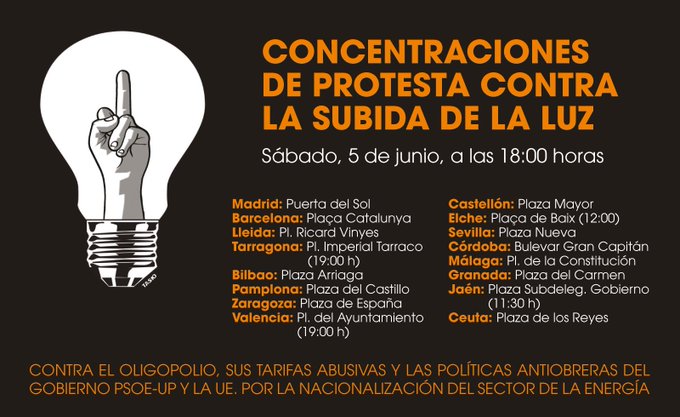 CONCENTRACIONES
DE PROTESTA CONTRA
LA SUBIDA DE LA LUZ
Sábado, 5 de junio, a las 18:00 horas
Madrid: Puerta del Sol
Barcelona: Plaça Catalunya
Lleida: Pl. Ricard Vinyes
Tarragona: Pl. Imperial Tarraco
(19:00 h)
Bilbao: Plaza Arriaga
Pamplona: Plaza del Castillo
Zaragoza: Plaza de España
Valencia: Pl. del Ayuntamiento
(19:00 h)
Castellón: Plaza Mayor
Elche: Plaça de Baix (12:00)
Sevilla: Plaza Nueva
Córdoba: Bulevar Gran Capitán
Málaga: Pl. de la Constitución
Granada: Plaza del Carmen
Jaén: Plaza Subdeleg. Gobierno
(11:30 h)
Ceuta: Plaza de los Reyes
TASIO
CONTRA EL OLIGOPOLIO, SUS TARIFAS ABUSIVAS Y LAS POLÍTICAS ANTIOBRERAS DEL
GOBIERNO PSOE-UP Y LA UE. POR LA NACIONALIZACIÓN DEL SECTOR DE LA ENERGÍA